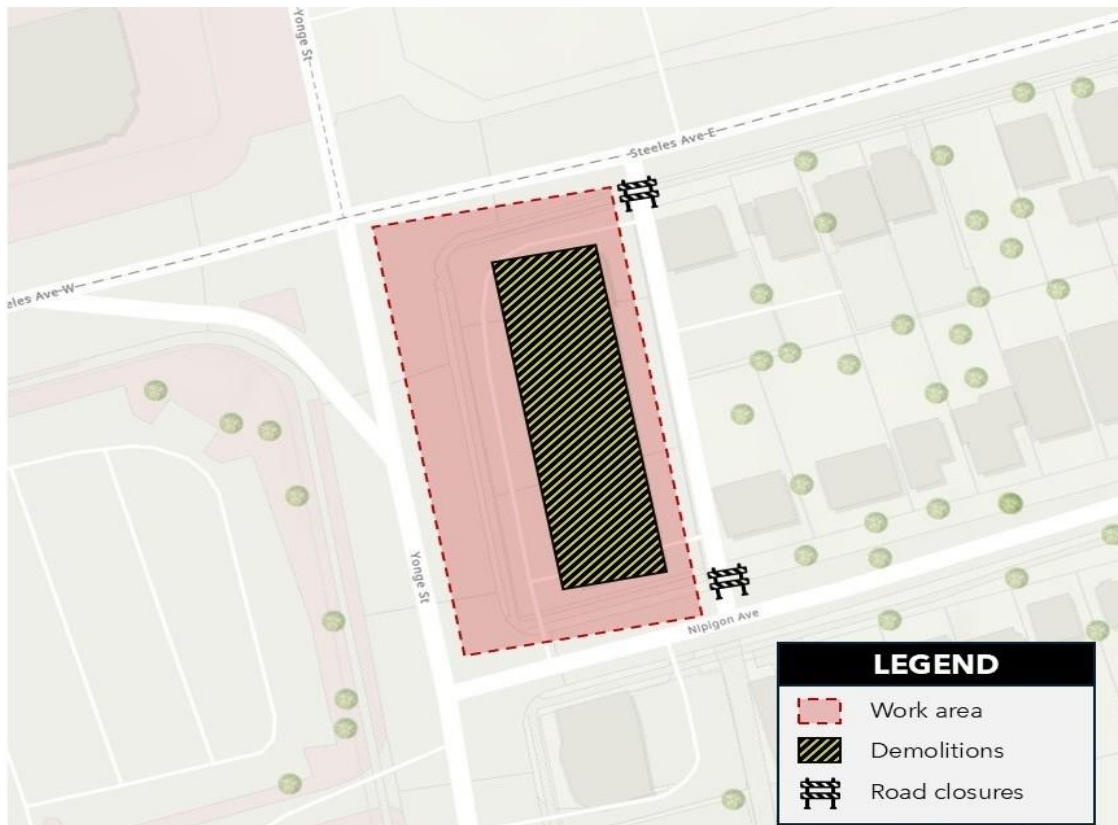 Yonge St
Steeles Ave E
eles Ave W
Yonge St
Nipigon Ave
LEGEND
Work area
Demolitions
Road closures